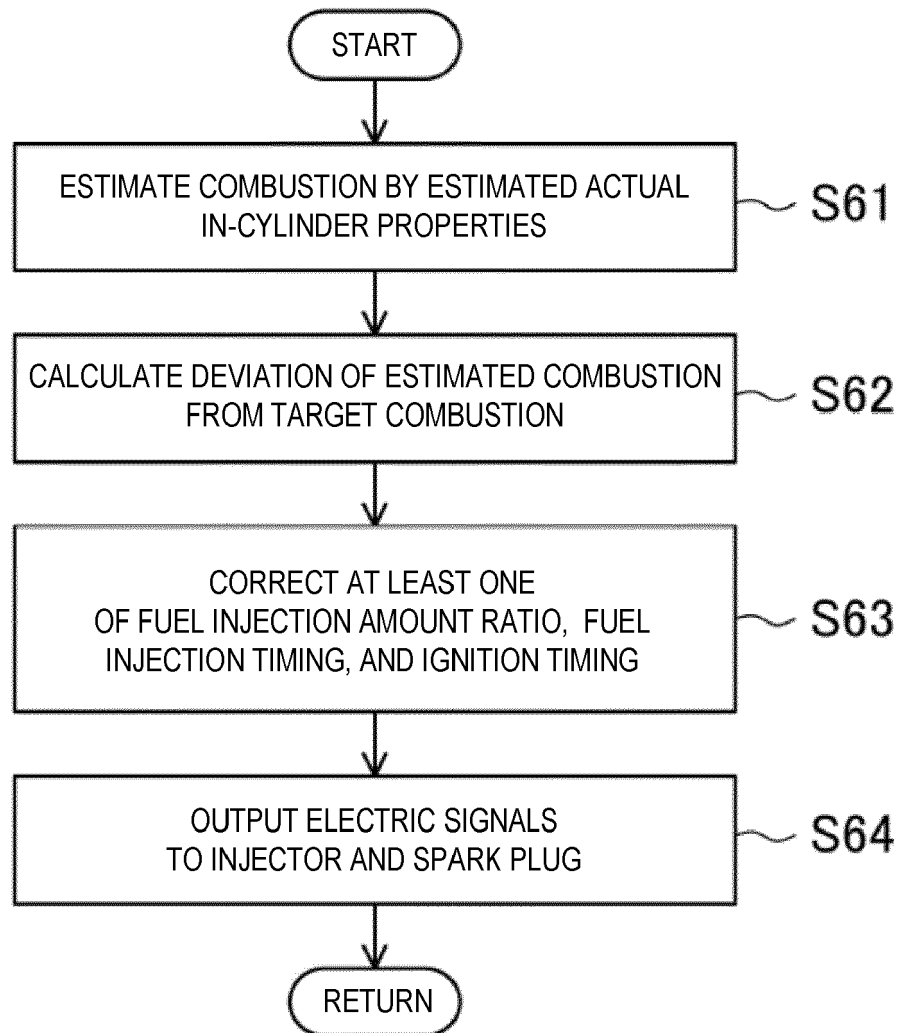 START
ESTIMATE COMBUSTION BY ESTIMATED ACTUAL
IN-CYLINDER PROPERTIES
S61
CALCULATE DEVIATION OF ESTIMATED COMBUSTION
FROM TARGET COMBUSTION
S62
CORRECT AT LEAST ONE
OF FUEL INJECTION AMOUNT RATIO, FUEL
INJECTION TIMING, AND IGNITION TIMING
S63
OUTPUT ELECTRIC SIGNALS
TO INJECTOR AND SPARK PLUG
S64
RETURN